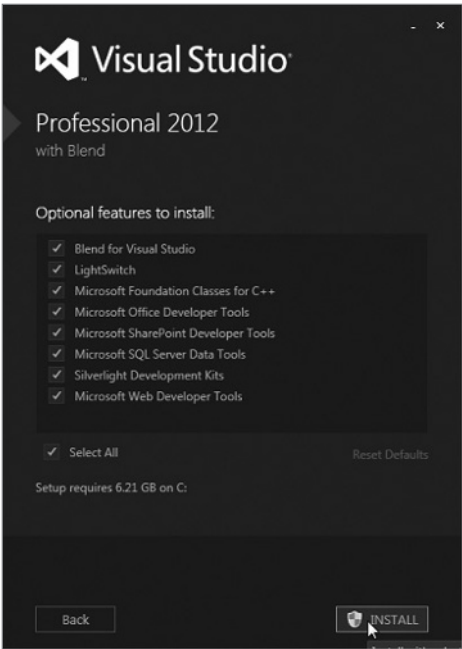 Visual Studio
Professional 2012
with Blend
Optional features to install:
Blend for Visual Studio
LightSwitch
Microsoft Foundation Classes for C++
Microsoft Office Developer Tools
Microsoft SharePoint Developer Tools
Microsoft SQL Server Data Tools
Silverlight Development Kits
Microsoft Web Developer Tools
Select All
Reset Defaults
Setup requires 6.21 GB on C:
Back
INSTALL